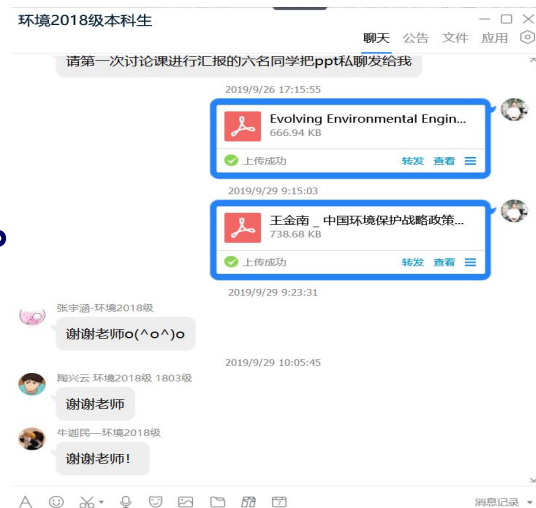 环境2018级本科生
聊天 公告 文件 应用
请第一次讨论课进行汇报的六名同学把ppt私聊发给我
2019/9/26 17:15:55
Evolving Environmental Engin...
666.94 KB
上传成功 转发 查看
2019/9/29 9:15:03
王金南 _ 中国环境保护战略政策...
738.68 KB
上传成功 转发 查看
2019/9/29 9:23:31
张宇涵-环境2018级
谢谢老师o(^o^)o
2019/9/29 10:05:45
陶兴云 环境2018级 1803级
谢谢老师
牛迦民—环境2018级
谢谢老师!
消息记录